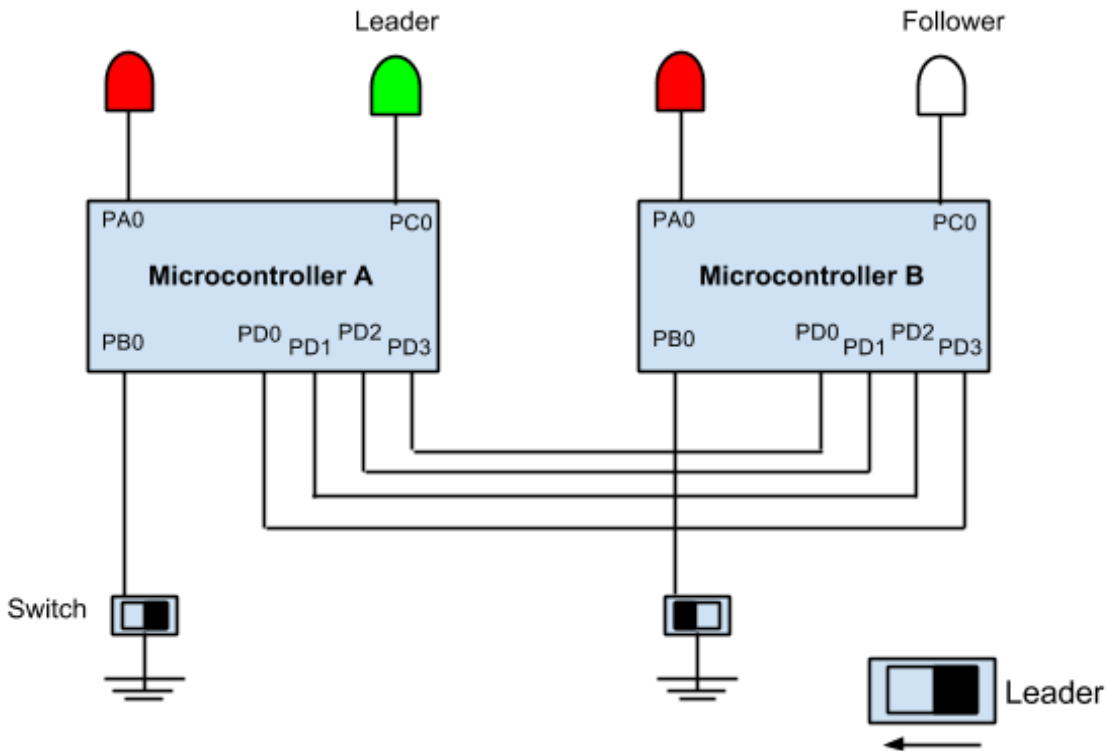 Leader
Follower
PA0
PC0
Microcontroller A
PB0
PD0
PD1
PD2
PD3
PA0
PC0
Microcontroller B
PB0
PD0
PD1
PD2
PD3
Switch
Leader